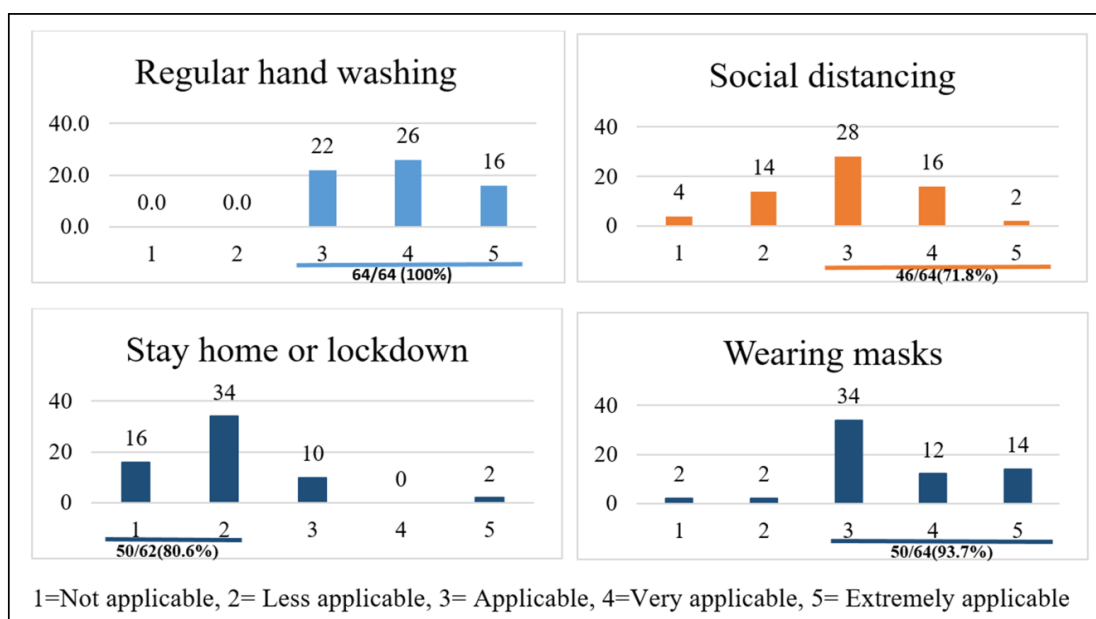 Regular hand washing
40.0
20.0
0.0
0.0 0.0 22 26 16
1 2 3 4 5
64/64 (100%)
Social distancing
40
20
0
4 14 28 16 2
1 2 3 4 5
46/64(71.8%)
Stay home or lockdown
40
20
0
16 34 10 0 2
1 2 3 4 5
50/62(80.6%)
Wearing masks
40
20
0
2 2 34 12 14
1 2 3 4 5
50/64(93.7%)
1=Not applicable, 2= Less applicable, 3= Applicable, 4=Very applicable, 5= Extremely applicable